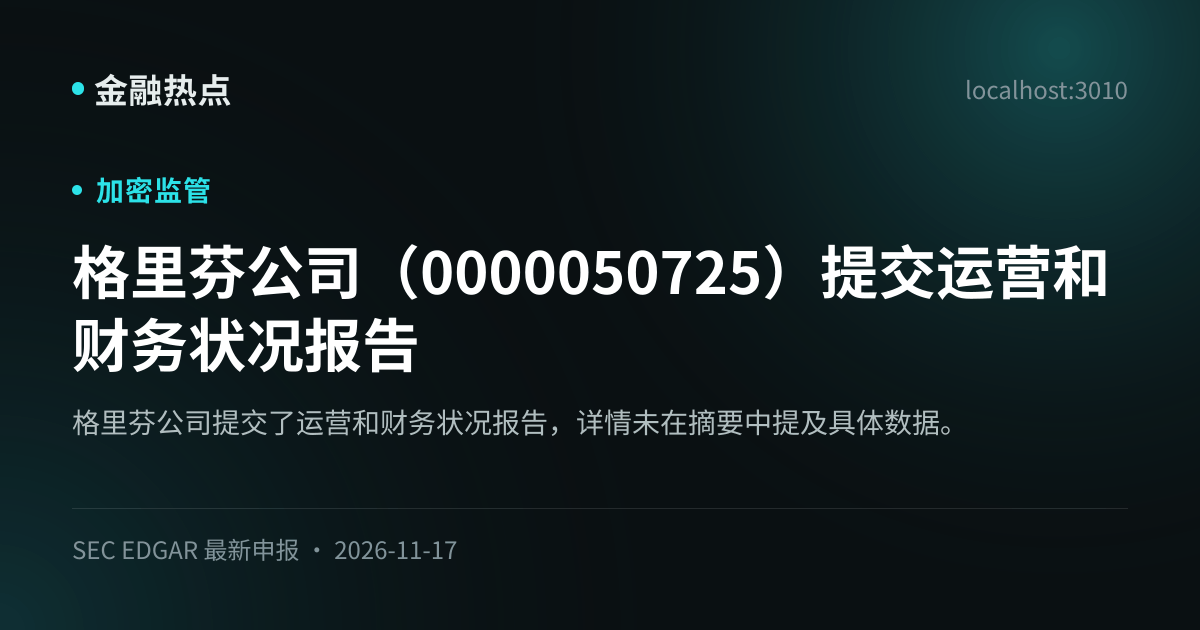 金融热点
localhost:3010
加密监管
格里芬公司（0000050725）提交运营和
财务状况报告
格里芬公司提交了运营和财务状况报告，详情未在摘要中提及具体数据。
SEC EDGAR 最新申报 · 2026-11-17